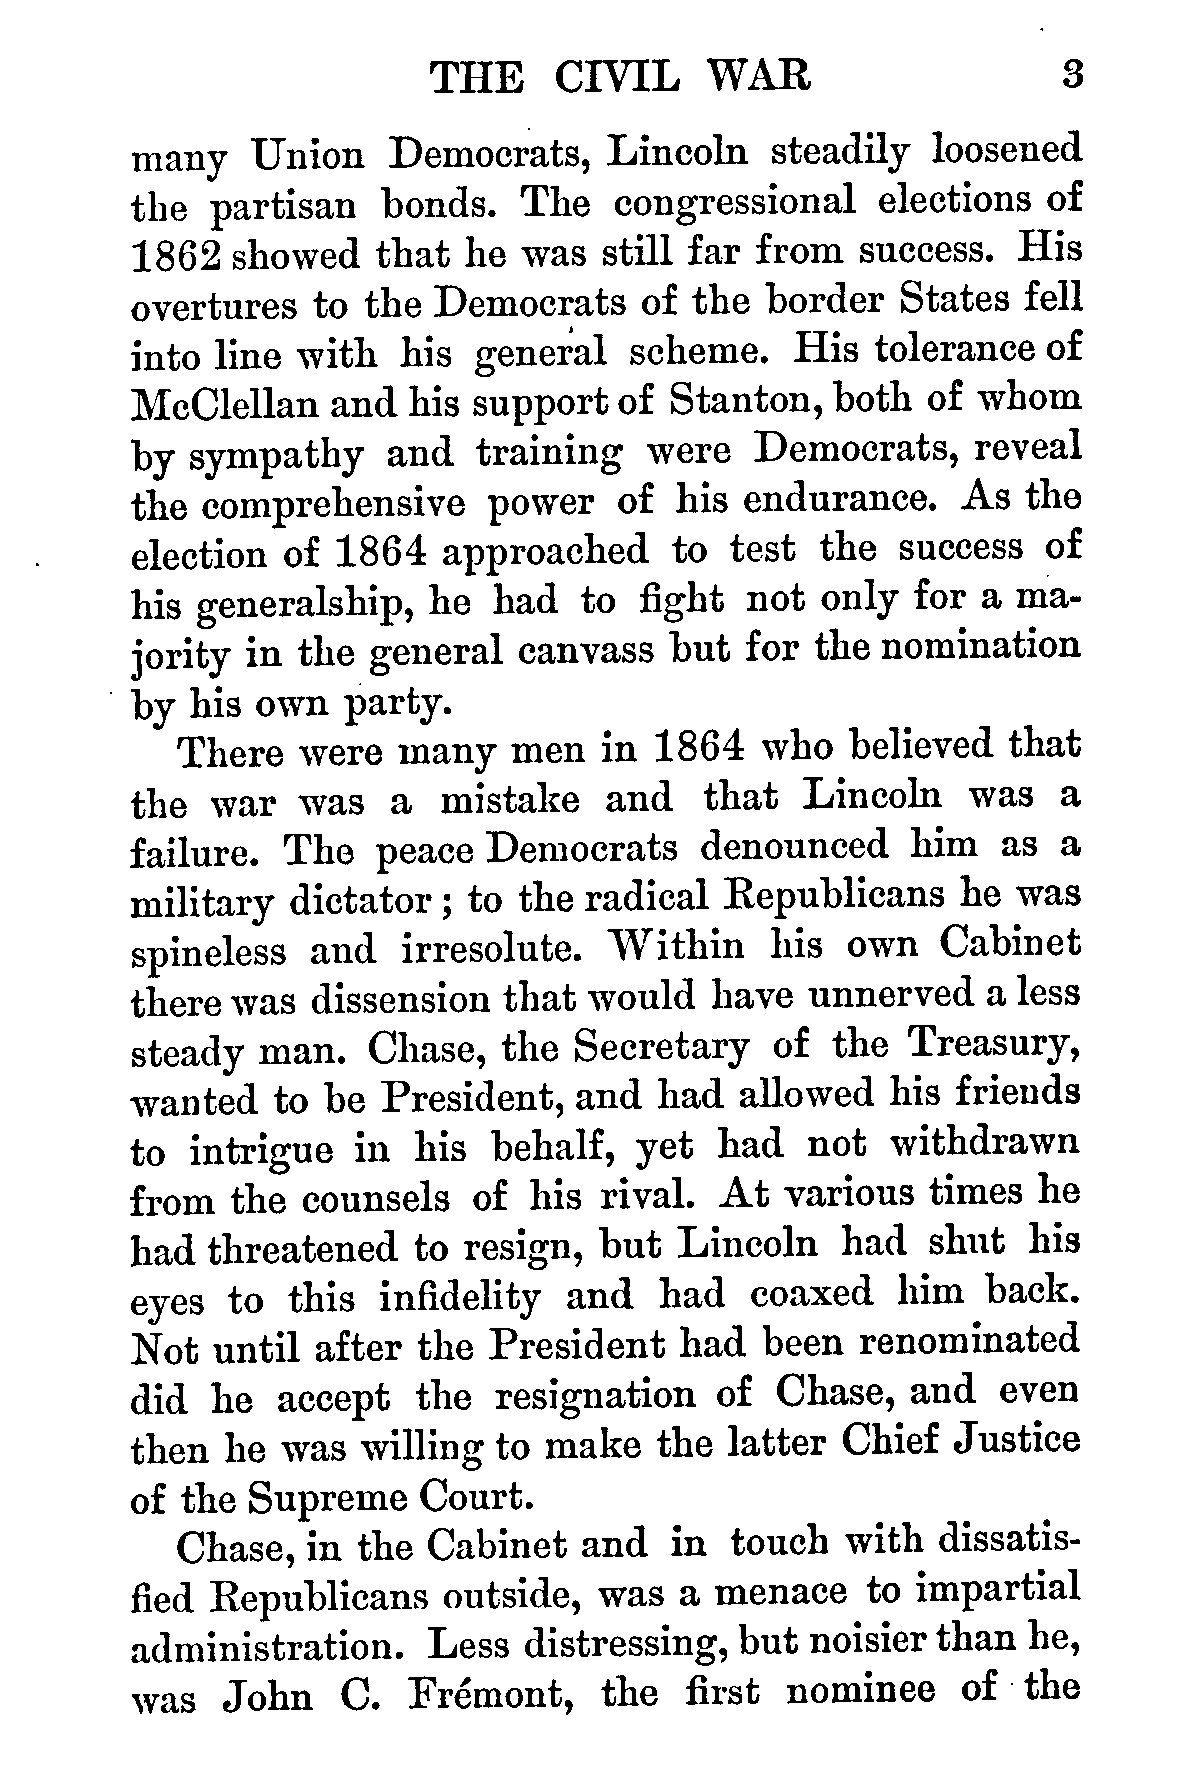 THE CIVIL WAR 3
many Union Democrats, Lincoln steadily loosened
the partisan bonds. The congressional elections of
1862 showed that he was still far from success. His
overtures to the Democrats of the border States fell
into line with his general scheme. His tolerance of
McClellan and his support of Stanton, both of whom
by sympathy and training were Democrats, reveal
the comprehensive power of his endurance. As the
election of 1864 approached to test the success of
his generalship, he had to fight not only for a ma-
jority in the general canvass but for the nomination
by his own party.
There were many men in 1864 who believed that
the war was a mistake and that Lincoln was a
failure. The peace Democrats denounced him as a
military dictator; to the radical Republicans he was
spineless and irresolute. Within his own Cabinet
there was dissension that would have unnerved a less
steady man. Chase, the Secretary of the Treasury,
wanted to be President, and had allowed his friends
to intrigue in his behalf, yet had not withdrawn
from the counsels of his rival. At various times he
had threatened to resign, but Lincoln had shut his
eyes to this infidelity and had coaxed him back.
Not until after the President had been renominated
did he accept the resignation of Chase, and even
then he was willing to make the latter Chief Justice
of the Supreme Court.
Chase, in the Cabinet and in touch with dissatis-
fied Republicans outside, was a menace to impartial
administration. Less distressing, but noisier than he,
was John C. Frémont, the first nominee of the